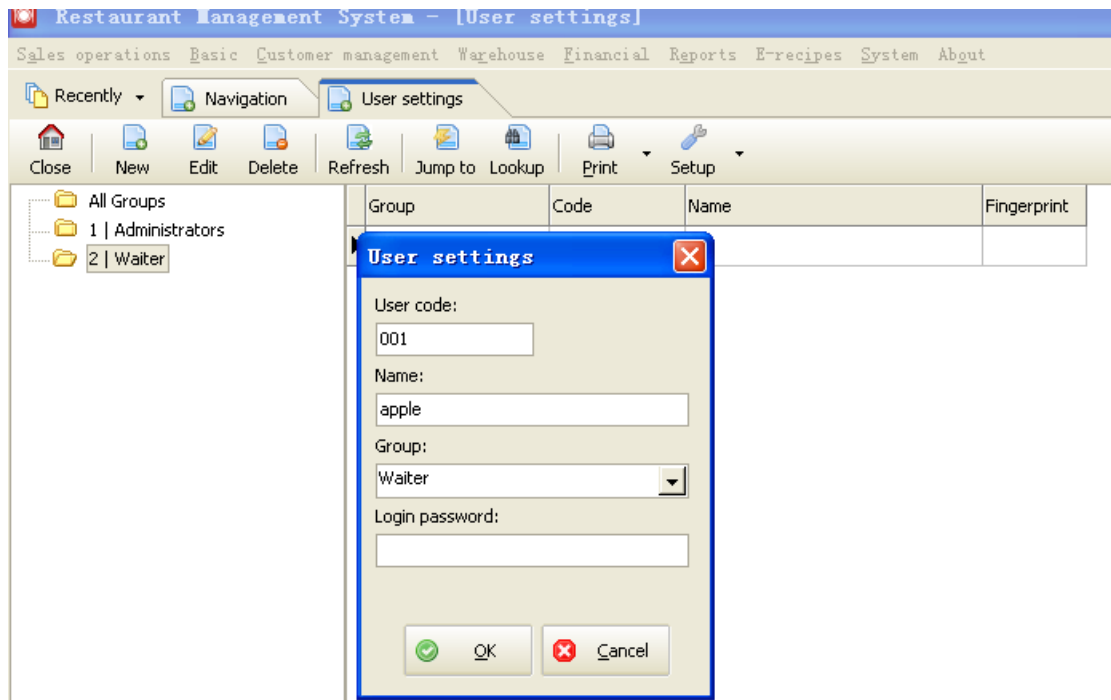 Restaurant Management System - [User settings]
Sales operations Basic Customer management Warehouse Financial Reports E-recipes System About
Recently Navigation User settings
Close New Edit Delete Refresh Jump to Lookup Print Setup
All Groups
1 | Administrators
2 | Waiter
Group Code Name Fingerprint
User settings
User code:
001
Name:
apple
Group:
Waiter
Login password:
OK Cancel